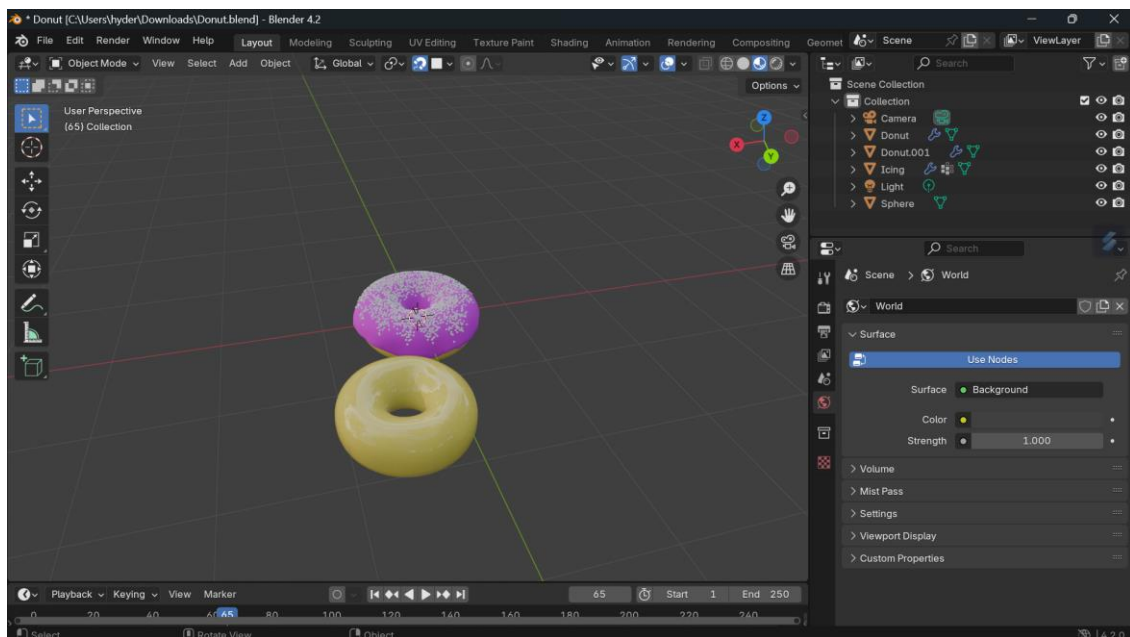 * Donut [C:\Users\hyder\Downloads\Donut.blend] - Blender 4.2
File Edit Render Window Help Layout Modeling Sculpting UV Editing Texture Paint Shading Animation Rendering Compositing Geomet Scene ViewLayer
Object Mode View Select Add Object Global Search
Options
User Perspective
(65) Collection
Z
X
Y
Scene Collection
Collection
Camera
Donut
Donut.001
Icing
Light
Sphere
Search
Scene > World
World
Surface
Use Nodes
Surface Background
Color
Strength 1.000
Volume
Mist Pass
Settings
Viewport Display
Custom Properties
Playback Keying View Marker 65 Start 1 End 250
0 20 40 65 80 100 120 140 160 180 200 220 240
Select Rotate View Object 4.2.0